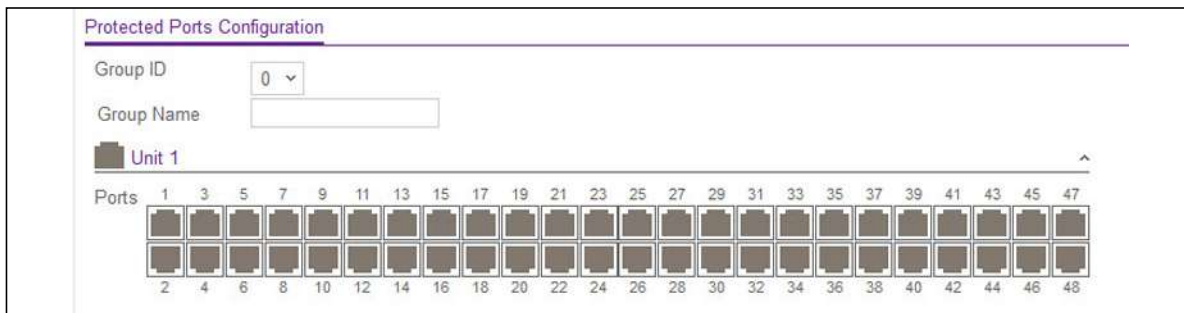 Protected Ports Configuration
Group ID 0
Group Name
Unit 1
Ports 1 3 5 7 9 11 13 15 17 19 21 23 25 27 29 31 33 35 37 39 41 43 45 47
2 4 6 8 10 12 14 16 18 20 22 24 26 28 30 32 34 36 38 40 42 44 46 48